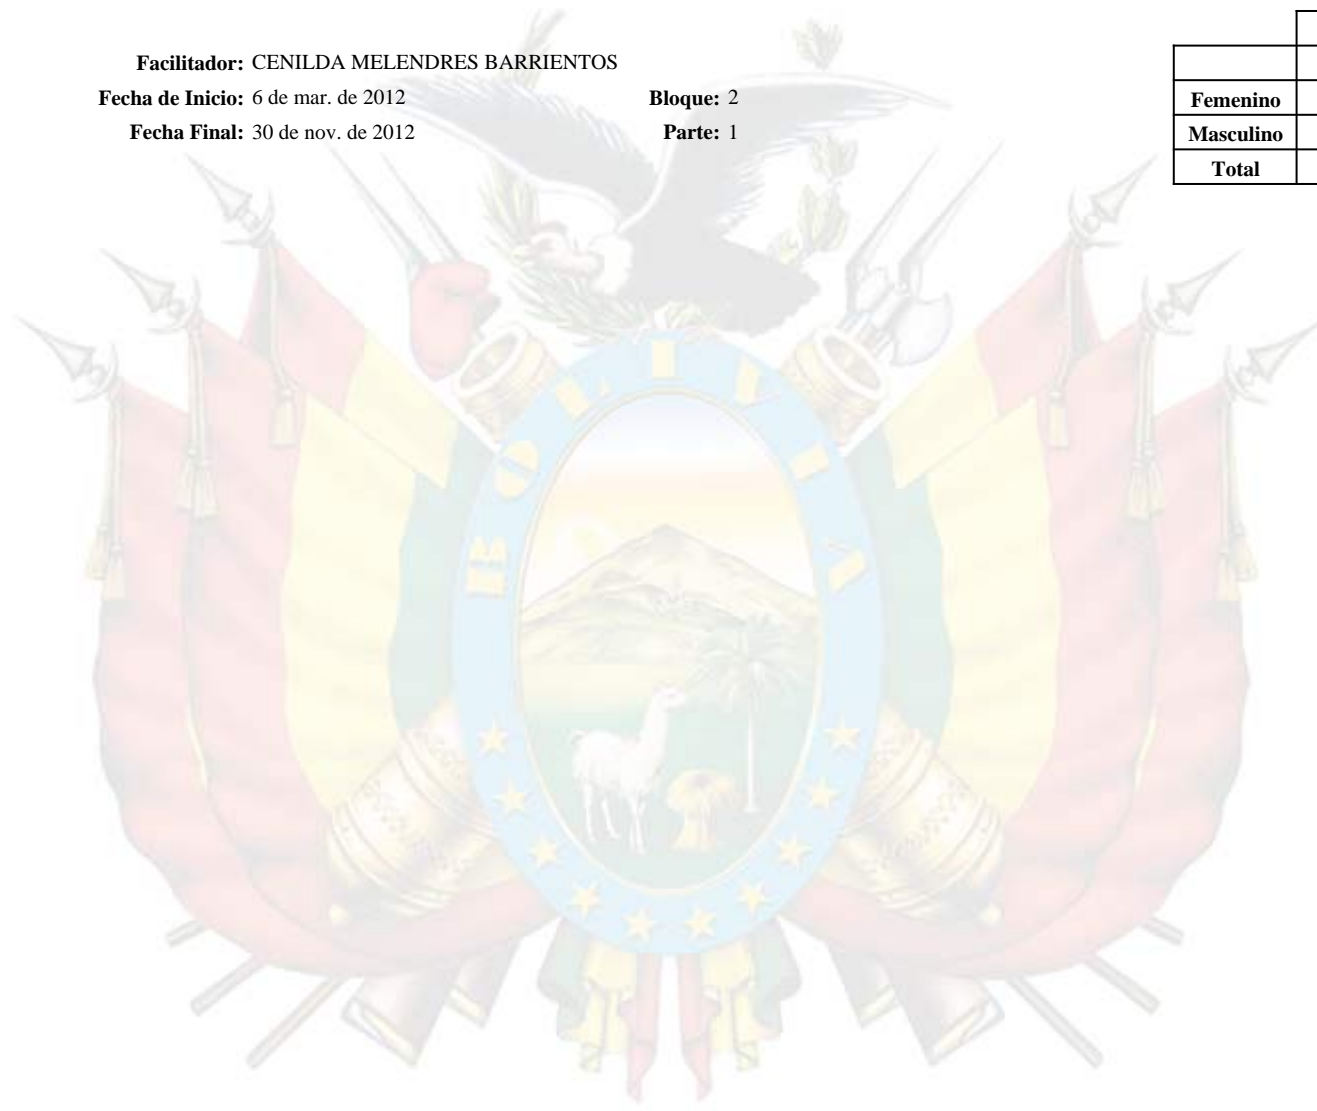 Facilitador: CENILDA MELENDRES BARRIENTOS
Fecha de Inicio: 6 de mar. de 2012 Bloque: 2
Fecha Final: 30 de nov. de 2012 Parte: 1
Femenino
Masculino
Total
BOLIVIA